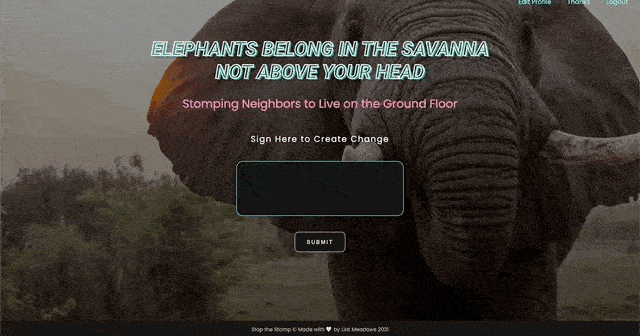 Edit Profile Thanks Logout
ELEPHANTS BELONG IN THE SAVANNA
NOT ABOVE YOUR HEAD
Stomping Neighbors to Live on the Ground Floor
Sign Here to Create Change
SUBMIT
Stop the Stomp © Made with 🤍 by Liat Meadows 2021